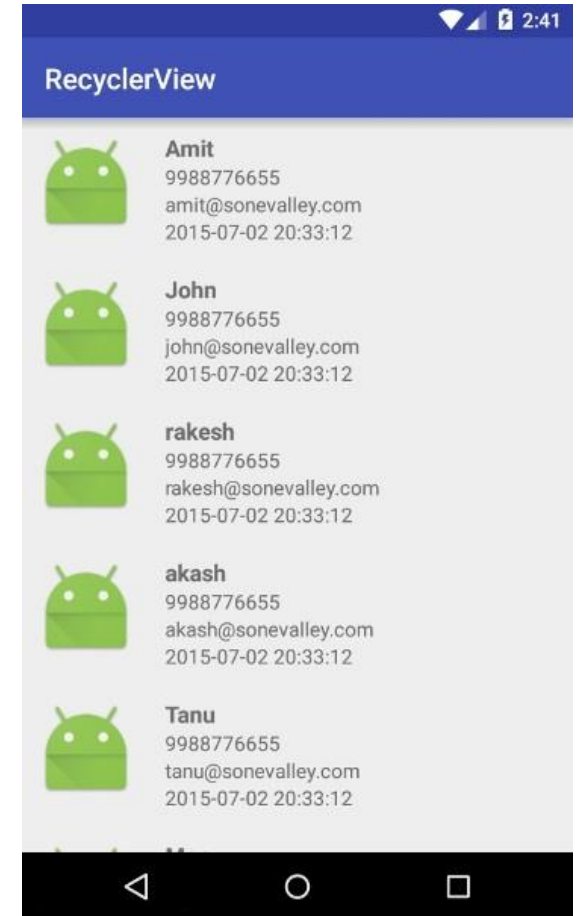 2:41
RecyclerView
Amit
9988776655
amit@sonevalley.com
2015-07-02 20:33:12
John
9988776655
john@sonevalley.com
2015-07-02 20:33:12
rakesh
9988776655
rakesh@sonevalley.com
2015-07-02 20:33:12
akash
9988776655
akash@sonevalley.com
2015-07-02 20:33:12
Tanu
9988776655
tanu@sonevalley.com
2015-07-02 20:33:12